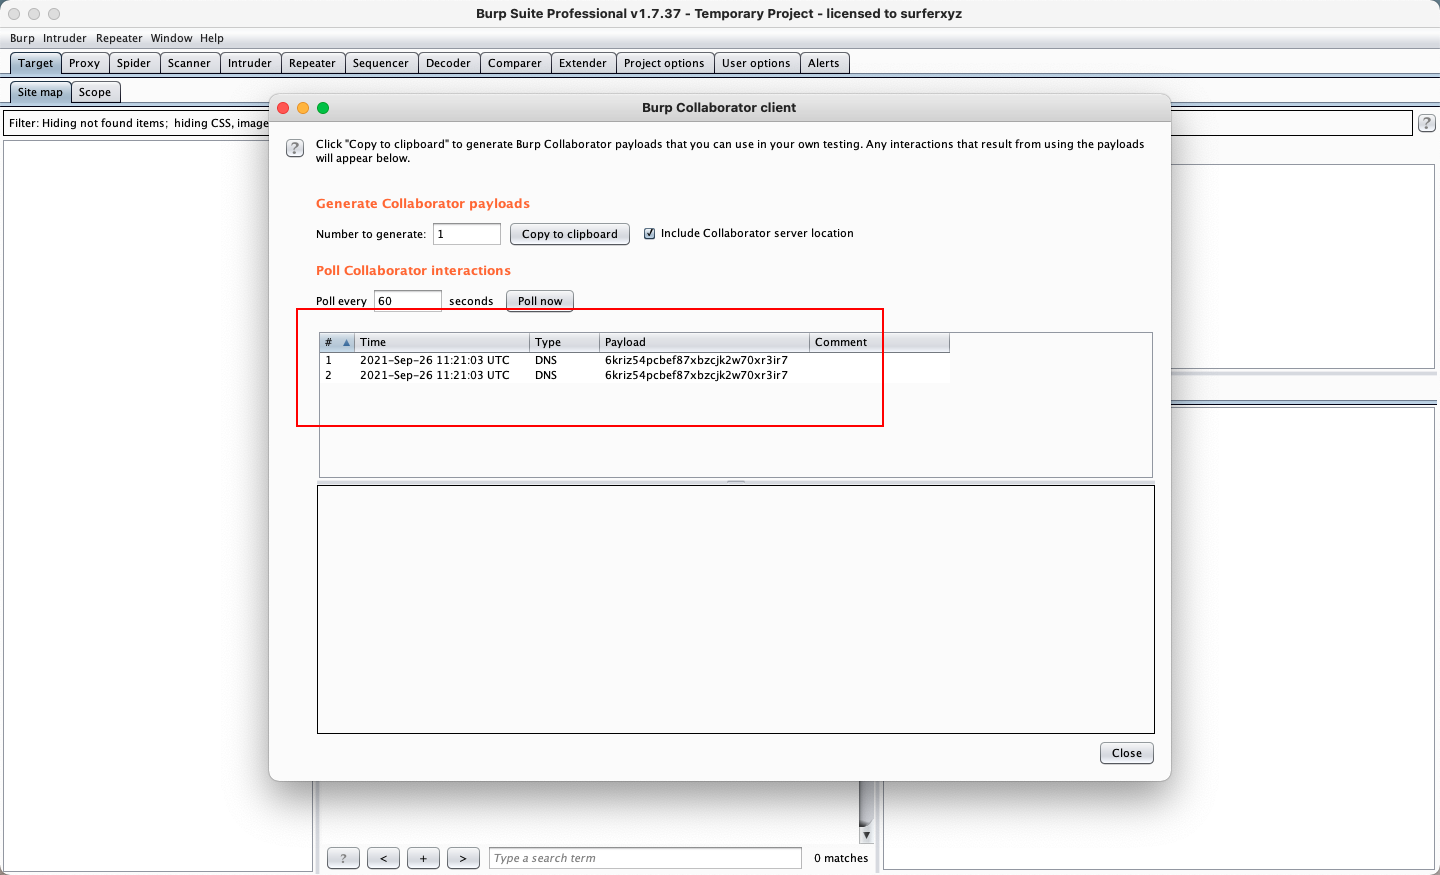 Burp Suite Professional v1.7.37 - Temporary Project - licensed to surferxyz
Burp Intruder Repeater Window Help
Target Proxy Spider Scanner Intruder Repeater Sequencer Decoder Comparer Extender Project options User options Alerts
Site map Scope
Filter: Hiding not found items; hiding CSS, image
?
Burp Collaborator client
?
Click "Copy to clipboard" to generate Burp Collaborator payloads that you can use in your own testing. Any interactions that result from using the payloads
will appear below.
Generate Collaborator payloads
Number to generate: 1 Copy to clipboard Include Collaborator server location
Poll Collaborator interactions
Poll every 60 seconds Poll now
# Time Type Payload Comment
1 2021-Sep-26 11:21:03 UTC DNS 6kriz54pcbef87xbzcjk2w70xr3ir7
2 2021-Sep-26 11:21:03 UTC DNS 6kriz54pcbef87xbzcjk2w70xr3ir7
Close
? < + > Type a search term 0 matches